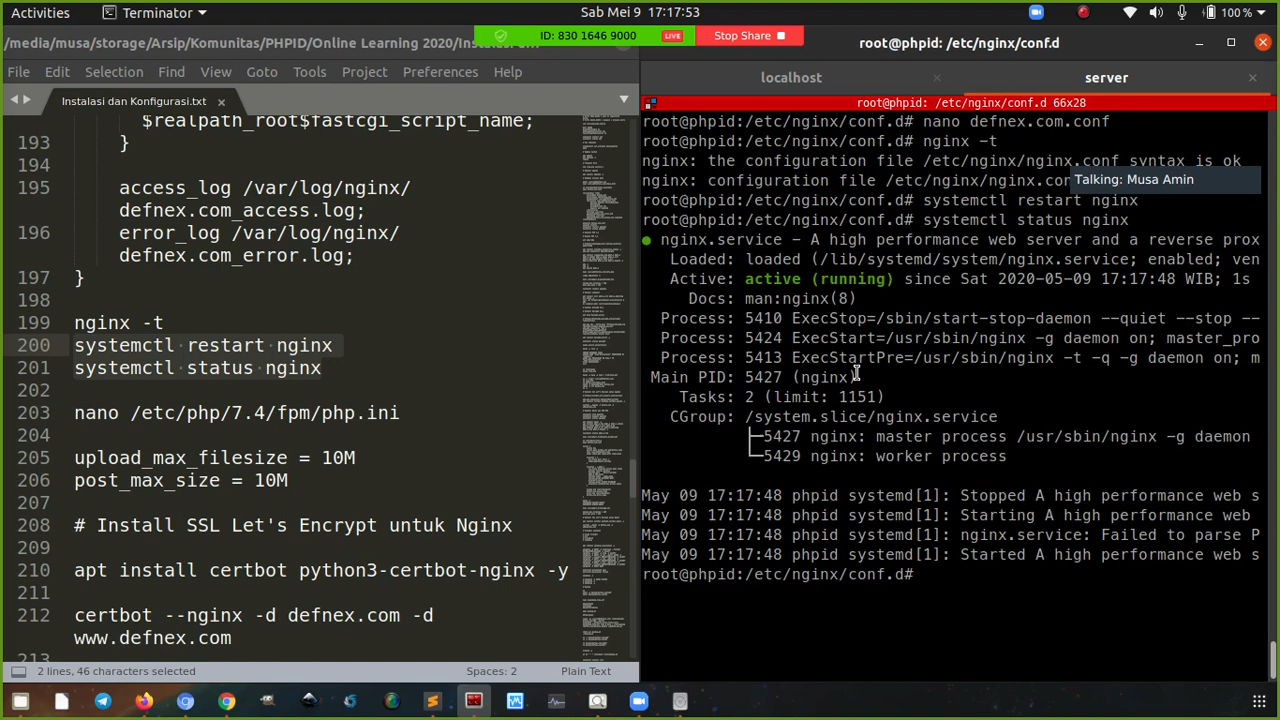 Activities
Terminator
Sab Mei 9 17:17:53
100 %
/media/musa/storage/Arsip/Komunitas/PHPID/Online Learning 2020/
ID: 830 1646 9000
LIVE
Stop Share
root@phpid: /etc/nginx/conf.d
File Edit Selection Find View Goto Tools Project Preferences Help
localhost
server
Instalasi dan Konfigurasi.txt
root@phpid: /etc/nginx/conf.d 66x28
$realpath_root$fastcgi_script_name;
193 }
194
195 access_log /var/log/nginx/
defnex.com_access.log;
196 error_log /var/log/nginx/
defnex.com_error.log;
197 }
198
199 nginx -t
200 systemctl restart nginx
201 systemctl status nginx
203 nano /etc/php/7.4/fpm/php.ini
204
205 upload_max_filesize = 10M
206 post_max_size = 10M
207
208 # Install SSL Let's Encrypt untuk Nginx
209
210 apt install certbot python3-certbot-nginx -y
211
212 certbot --nginx -d defnex.com -d
www.defnex.com
213
2 lines, 46 characters selected
Spaces: 2
Plain Text
root@phpid:/etc/nginx/conf.d# nano defnex.com.conf
root@phpid:/etc/nginx/conf.d# nginx -t
nginx: the configuration file /etc/nginx/nginx.conf syntax is ok
nginx: configuration file /etc/nginx/nginx.con
Talking: Musa Amin
root@phpid:/etc/nginx/conf.d# systemctl restart nginx
root@phpid:/etc/nginx/conf.d# systemctl status nginx
● nginx.service - A high performance web server and a reverse prox
Loaded: loaded (/lib/systemd/system/nginx.service; enabled; ven
Active: active (running) since Sat 2020-05-09 17:17:48 WIB; 1s
Docs: man:nginx(8)
Process: 5410 ExecStop=/sbin/start-stop-daemon --quiet --stop --
Process: 5424 ExecStart=/usr/sbin/nginx -g daemon on; master_pro
Process: 5413 ExecStartPre=/usr/sbin/nginx -t -q -g daemon on; m
Main PID: 5427 (nginx)
Tasks: 2 (limit: 1151)
CGroup: /system.slice/nginx.service
├─5427 nginx: master process /usr/sbin/nginx -g daemon
└─5429 nginx: worker process
May 09 17:17:48 phpid systemd[1]: Stopped A high performance web s
May 09 17:17:48 phpid systemd[1]: Starting A high performance web
May 09 17:17:48 phpid systemd[1]: nginx.service: Failed to parse P
May 09 17:17:48 phpid systemd[1]: Started A high performance web s
root@phpid:/etc/nginx/conf.d#